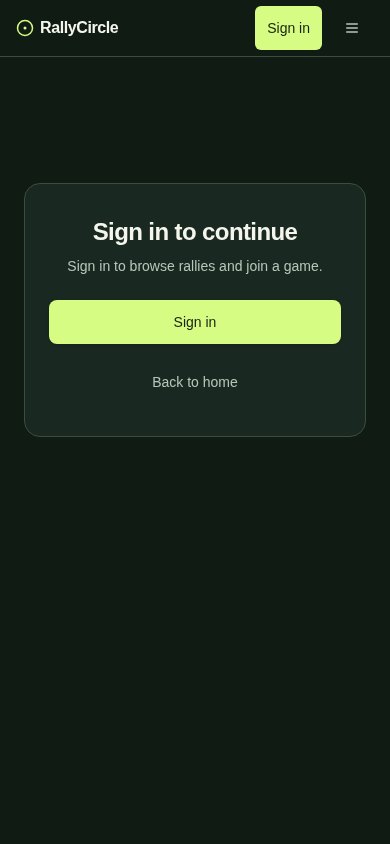 RallyCircle
Sign in
Sign in to continue
Sign in to browse rallies and join a game.
Sign in
Back to home